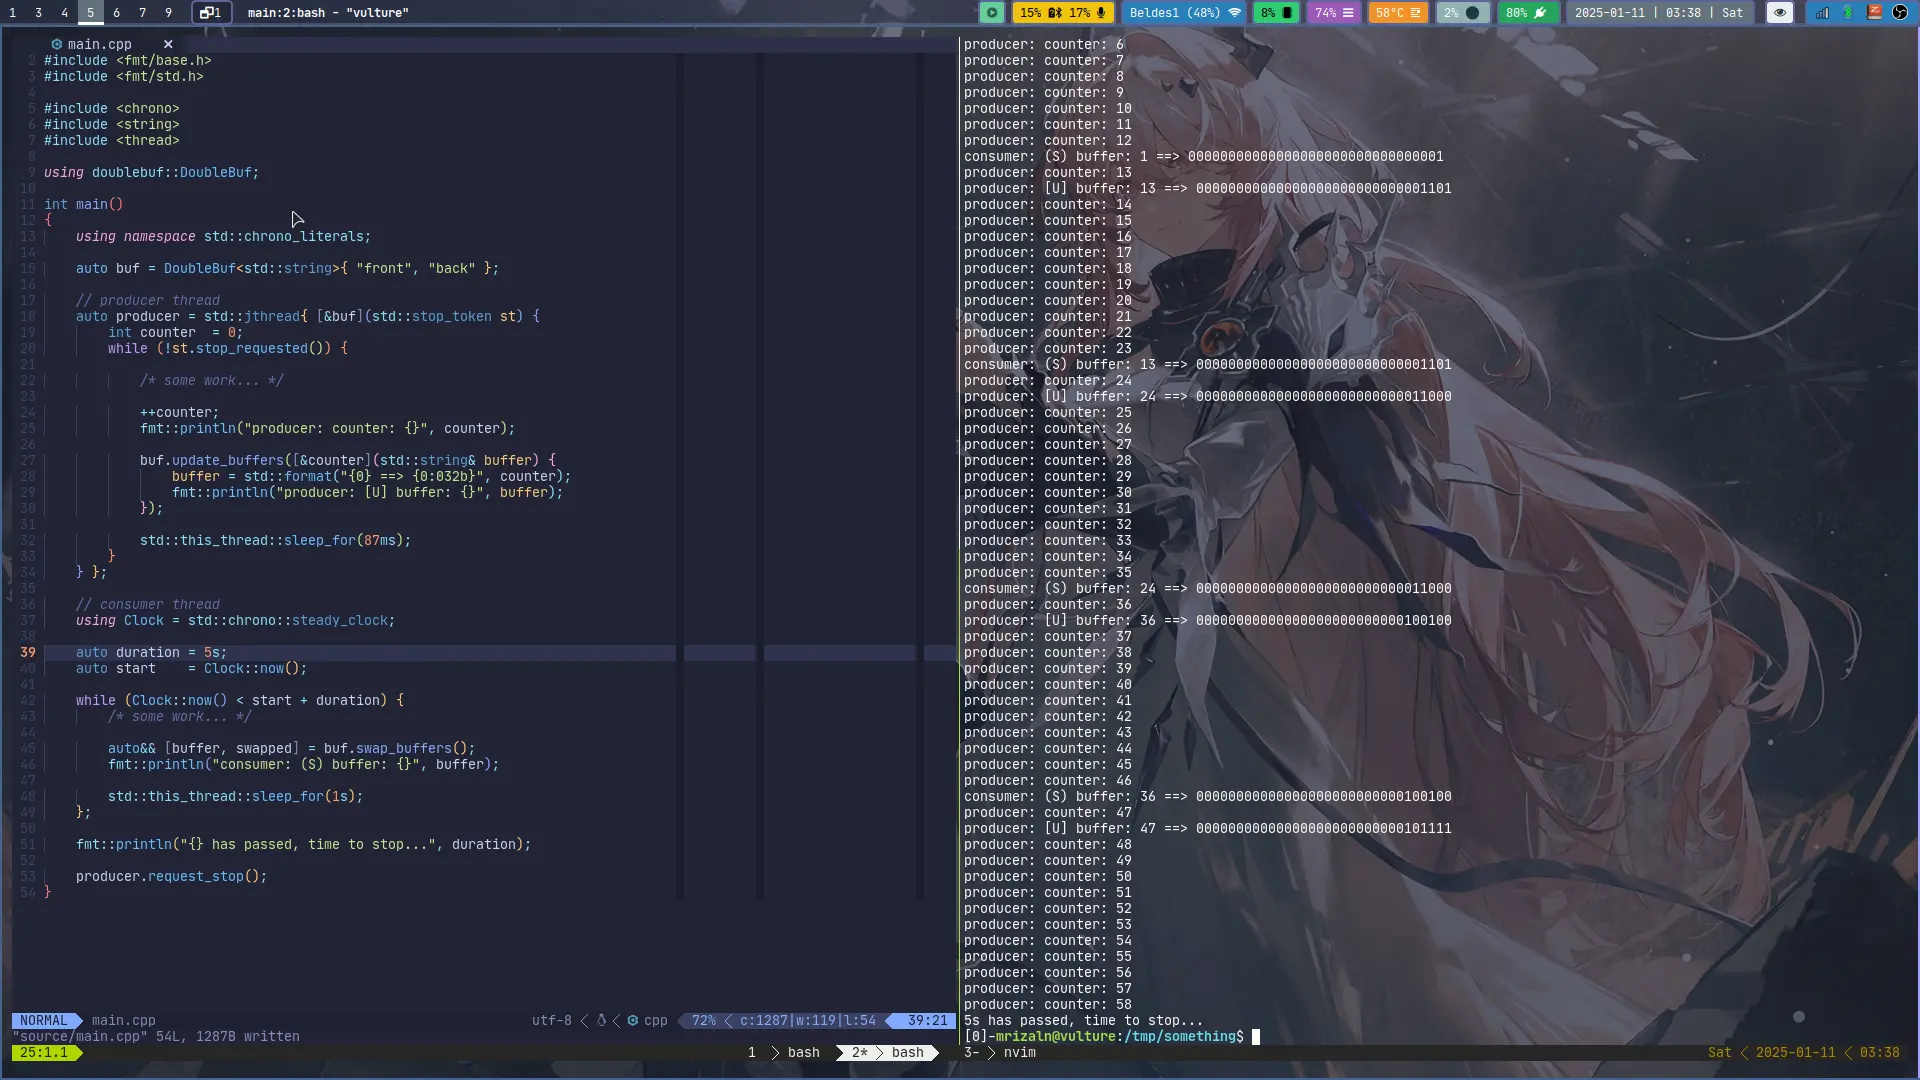 1 3 4 5 6 7 9 1 main:2:bash - "vulture" 15% 17% Beldes1 (48%) 8% 74% 58°C 2% 80% 2025-01-11 | 03:38 | Sat
main.cpp ×
2 #include <fmt/base.h>
3 #include <fmt/std.h>
4
5 #include <chrono>
6 #include <string>
7 #include <thread>
8
9 using doublebuf::DoubleBuf;
10
11 int main()
12 {
13     using namespace std::chrono_literals;
14
15     auto buf = DoubleBuf<std::string>{ "front", "back" };
16
17     // producer thread
18     auto producer = std::jthread{ [&buf](std::stop_token st) {
19         int counter  = 0;
20         while (!st.stop_requested()) {
21
22             /* some work... */
23
24             ++counter;
25             fmt::println("producer: counter: {}", counter);
26
27             buf.update_buffers([&counter](std::string& buffer) {
28                 buffer = std::format("{0} ==> {0:032b}", counter);
29                 fmt::println("producer: [U] buffer: {}", buffer);
30             });
31
32             std::this_thread::sleep_for(87ms);
33         }
34     } };
35
36     // consumer thread
37     using Clock = std::chrono::steady_clock;
38
39     auto duration = 5s;
40     auto start    = Clock::now();
41
42     while (Clock::now() < start + duration) {
43         /* some work... */
44
45         auto&& [buffer, swapped] = buf.swap_buffers();
46         fmt::println("consumer: (S) buffer: {}", buffer);
47
48         std::this_thread::sleep_for(1s);
49     };
50
51     fmt::println("{} has passed, time to stop...", duration);
52
53     producer.request_stop();
54 }
NORMAL main.cpp utf-8 cpp 72% c:1287|w:119|l:54 39:21
"source/main.cpp" 54L, 1287B written
producer: counter: 6
producer: counter: 7
producer: counter: 8
producer: counter: 9
producer: counter: 10
producer: counter: 11
producer: counter: 12
consumer: (S) buffer: 1 ==> 00000000000000000000000000000001
producer: counter: 13
producer: [U] buffer: 13 ==> 00000000000000000000000000001101
producer: counter: 14
producer: counter: 15
producer: counter: 16
producer: counter: 17
producer: counter: 18
producer: counter: 19
producer: counter: 20
producer: counter: 21
producer: counter: 22
producer: counter: 23
consumer: (S) buffer: 13 ==> 00000000000000000000000000001101
producer: counter: 24
producer: [U] buffer: 24 ==> 00000000000000000000000000011000
producer: counter: 25
producer: counter: 26
producer: counter: 27
producer: counter: 28
producer: counter: 29
producer: counter: 30
producer: counter: 31
producer: counter: 32
producer: counter: 33
producer: counter: 34
producer: counter: 35
consumer: (S) buffer: 24 ==> 00000000000000000000000000011000
producer: counter: 36
producer: [U] buffer: 36 ==> 00000000000000000000000000100100
producer: counter: 37
producer: counter: 38
producer: counter: 39
producer: counter: 40
producer: counter: 41
producer: counter: 42
producer: counter: 43
producer: counter: 44
producer: counter: 45
producer: counter: 46
consumer: (S) buffer: 36 ==> 00000000000000000000000000100100
producer: counter: 47
producer: [U] buffer: 47 ==> 00000000000000000000000000101111
producer: counter: 48
producer: counter: 49
producer: counter: 50
producer: counter: 51
producer: counter: 52
producer: counter: 53
producer: counter: 54
producer: counter: 55
producer: counter: 56
producer: counter: 57
producer: counter: 58
5s has passed, time to stop...
[0]-mrizaln@vulture:/tmp/something$
25:1.1 1 > bash 2* > bash 3- > nvim Sat < 2025-01-11 < 03:38